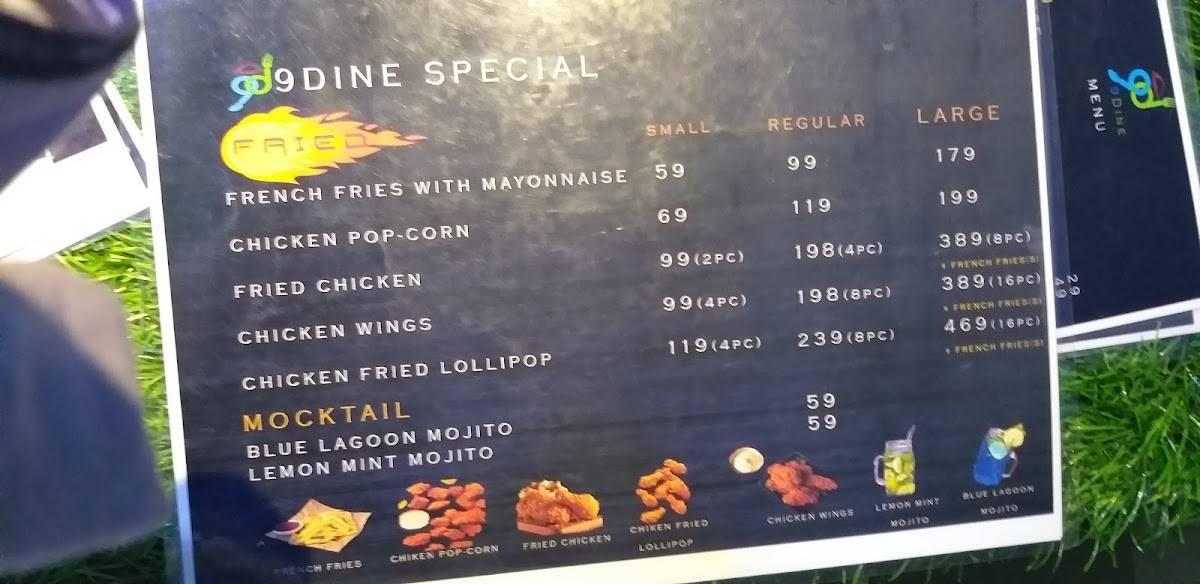 9DINE SPECIAL
FRIED
SMALL REGULAR LARGE
FRENCH FRIES WITH MAYONNAISE 59 99 179
CHICKEN POP-CORN 69 119 199
FRIED CHICKEN 99(2PC) 198(4PC) 389(8PC)
+ FRENCH FRIES(S)
CHICKEN WINGS 99(4PC) 198(8PC) 389(16PC)
+ FRENCH FRIES(S)
CHICKEN FRIED LOLLIPOP 119(4PC) 239(8PC) 469(16PC)
+ FRENCH FRIES(S)
MOCKTAIL
BLUE LAGOON MOJITO 59
LEMON MINT MOJITO 59
FRENCH FRIES
CHIKEN POP-CORN
FRIED CHICKEN
CHIKEN FRIED
LOLLIPOP
CHICKEN WINGS
LEMON MINT
MOJITO
BLUE LAGOON
MOJITO
9DINE
MENU
29
49